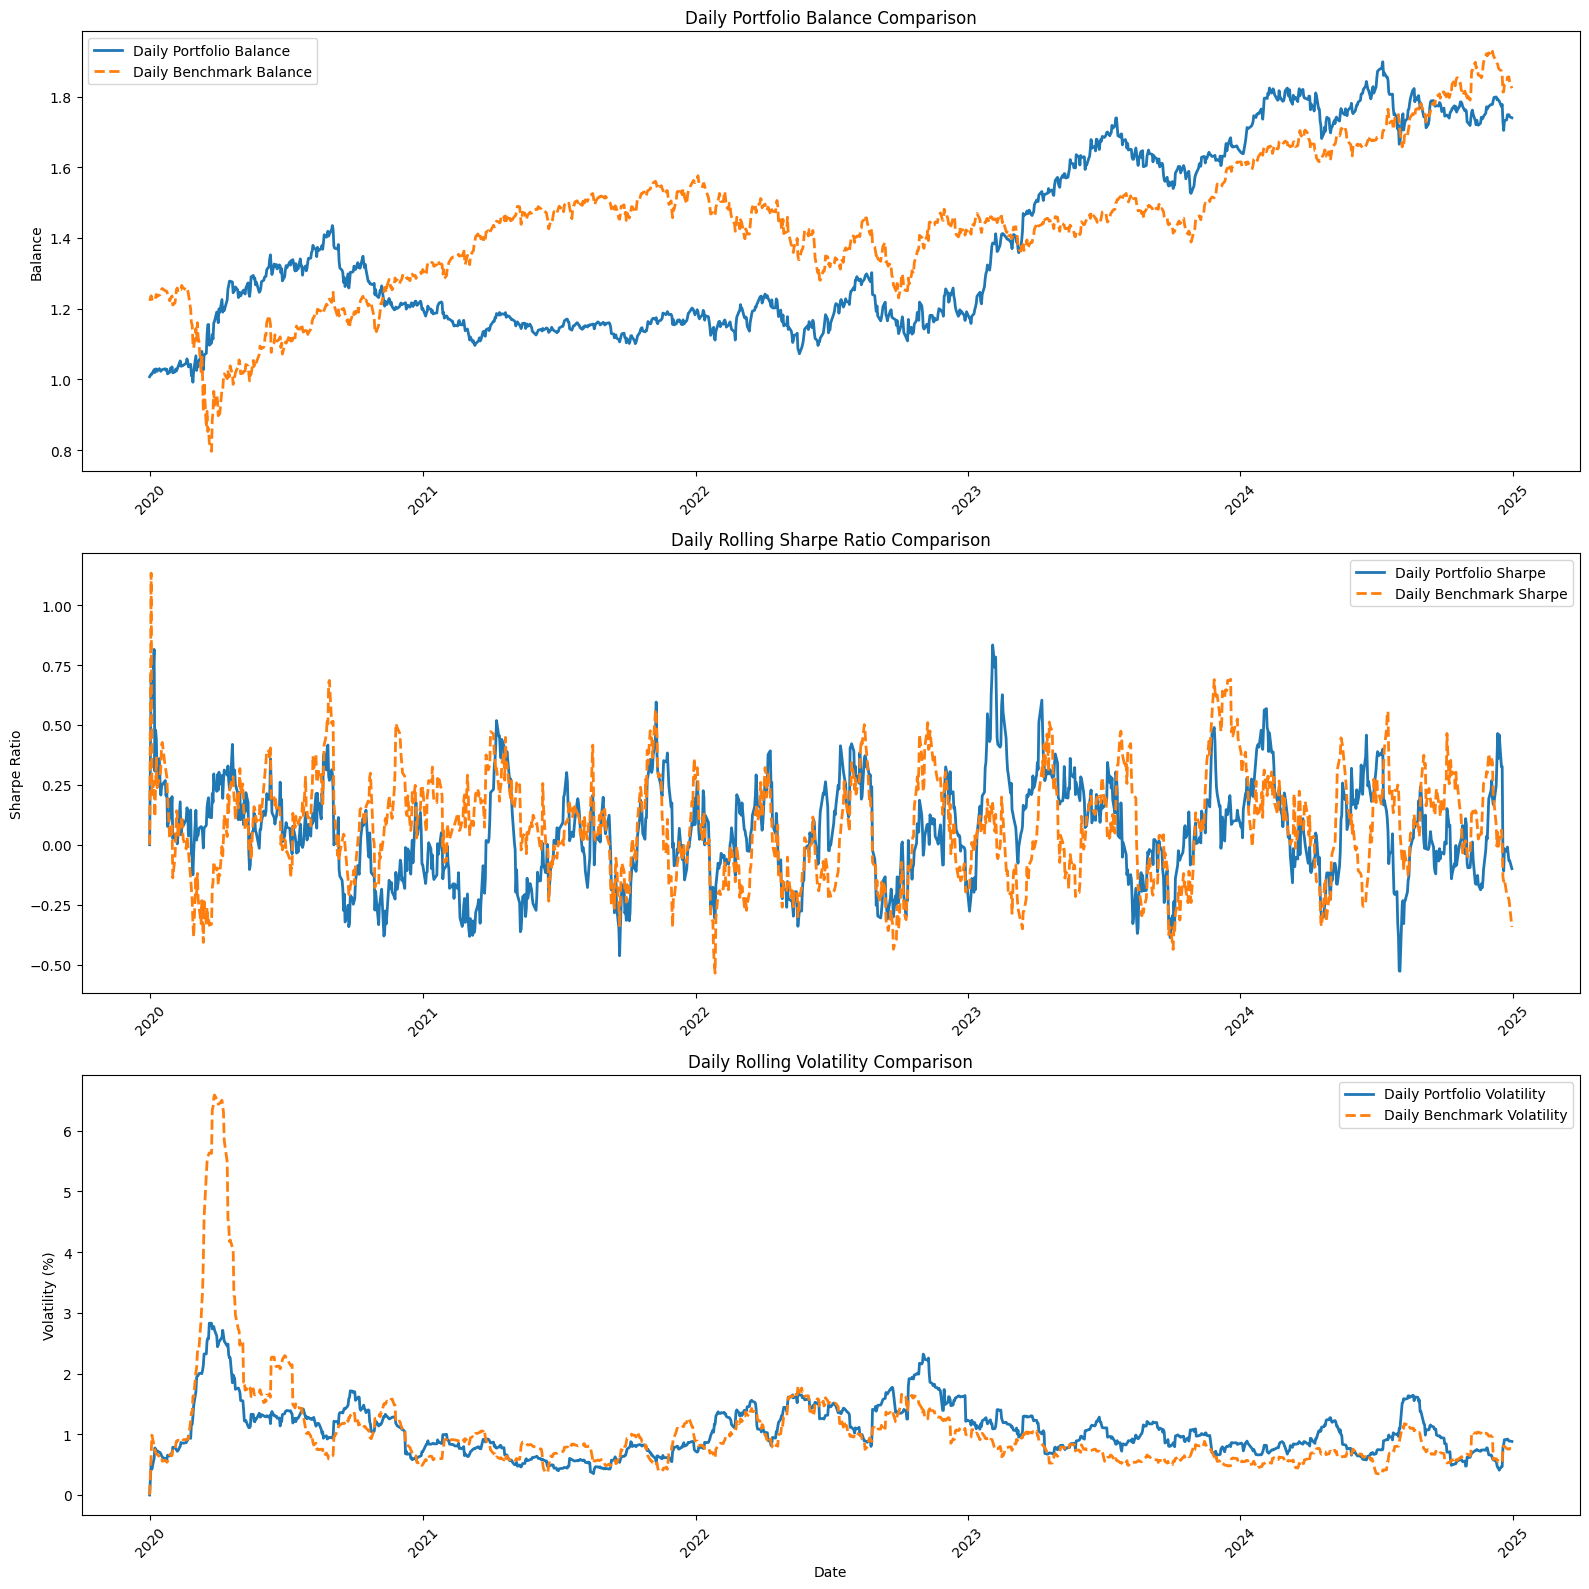 Daily Portfolio Balance Comparison
Daily Portfolio Balance
Daily Benchmark Balance
Balance
1.8
1.6
1.4
1.2
1.0
0.8
2020
2021
2022
2023
2024
2025
Daily Rolling Sharpe Ratio Comparison
Daily Portfolio Sharpe
Daily Benchmark Sharpe
Sharpe Ratio
1.00
0.75
0.50
0.25
0.00
−0.25
−0.50
2020
2021
2022
2023
2024
2025
Daily Rolling Volatility Comparison
Daily Portfolio Volatility
Daily Benchmark Volatility
Volatility (%)
6
5
4
3
2
1
0
2020
2021
2022
2023
2024
2025
Date